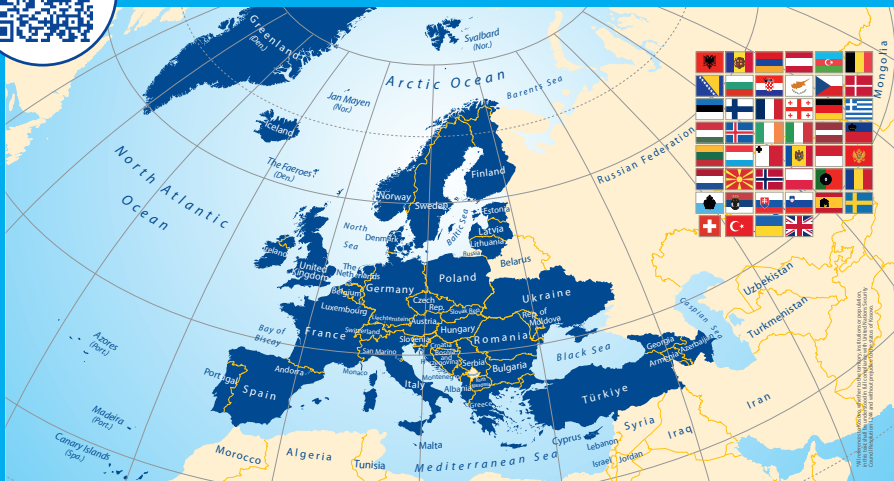 Greenland
(Den.)
Svalbard
(Nor.)
Arctic Ocean
Barents Sea
Jan Mayen
(Nor.)
Iceland
The Faeroes
(Den.)
North Atlantic
Ocean
Russian Federation
Mongolia
Norway
Sweden
Finland
Baltic Sea
Estonia
Latvia
Lithuania
Russia
Belarus
North
Sea
Denmark
Ireland
United
Kingdom
The
Netherlands
Belgium
Luxembourg
Germany
Poland
Czech
Rep.
Slovak Rep.
Ukraine
Rep. of
Moldova
Liechtenstein
Switzerland
Austria
Hungary
Romania
France
Bay of
Biscay
Slovenia
Croatia
Bosnia
and
San Marino
Monaco
Italy
Serbia
Bulgaria
Albania
Greece
Andorra
Portugal
Spain
Azores
(Port.)
Madeira
(Port.)
Canary Islands
(Spa.)
Morocco
Algeria
Tunisia
Malta
Mediterranean Sea
Black Sea
Türkiye
Georgia
Armenia
Azerbaijan
Caspian Sea
Uzbekistan
Turkmenistan
Iran
Iraq
Syria
Cyprus
Lebanon
Israel
Jordan